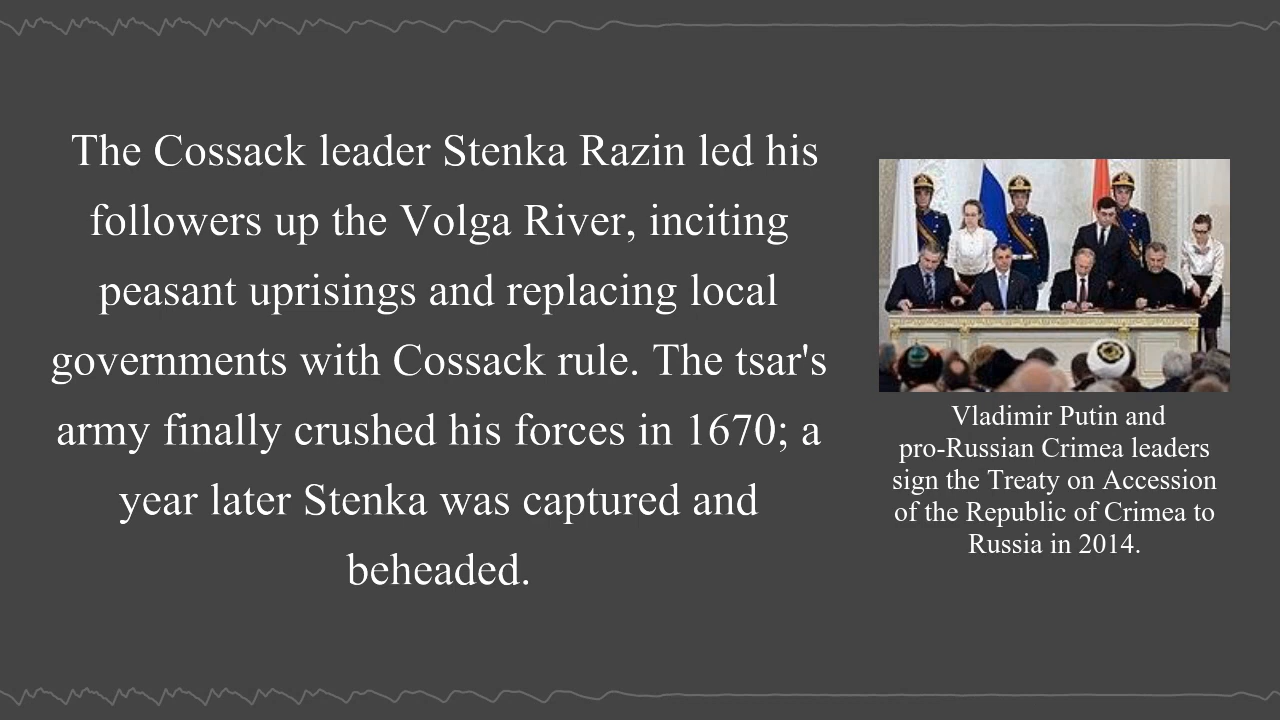 The Cossack leader Stenka Razin led his
followers up the Volga River, inciting
peasant uprisings and replacing local
governments with Cossack rule. The tsar's
army finally crushed his forces in 1670; a
year later Stenka was captured and
beheaded.
Vladimir Putin and
pro-Russian Crimea leaders
sign the Treaty on Accession
of the Republic of Crimea to
Russia in 2014.